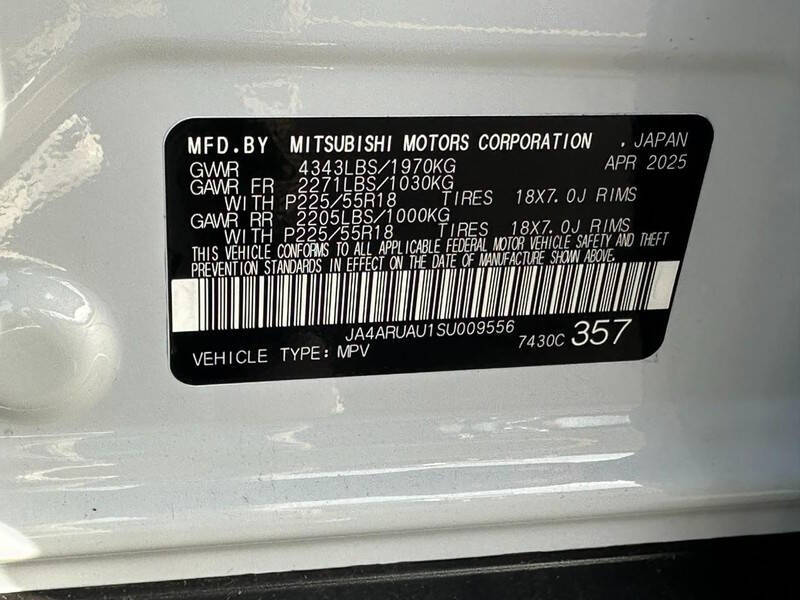 MFD.BY MITSUBISHI MOTORS CORPORATION , JAPAN
GVWR 4343LBS/1970KG APR 2025
GAWR FR 2271LBS/1030KG
WITH P225/55R18 TIRES 18X7.0J RIMS
GAWR RR 2205LBS/1000KG
WITH P225/55R18 TIRES 18X7.0J RIMS
THIS VEHICLE CONFORMS TO ALL APPLICABLE FEDERAL MOTOR VEHICLE SAFETY AND THEFT
PREVENTION STANDARDS IN EFFECT ON THE DATE OF MANUFACTURE SHOWN ABOVE.
JA4ARUAU1SU009556
VEHICLE TYPE: MPV 7430C 357